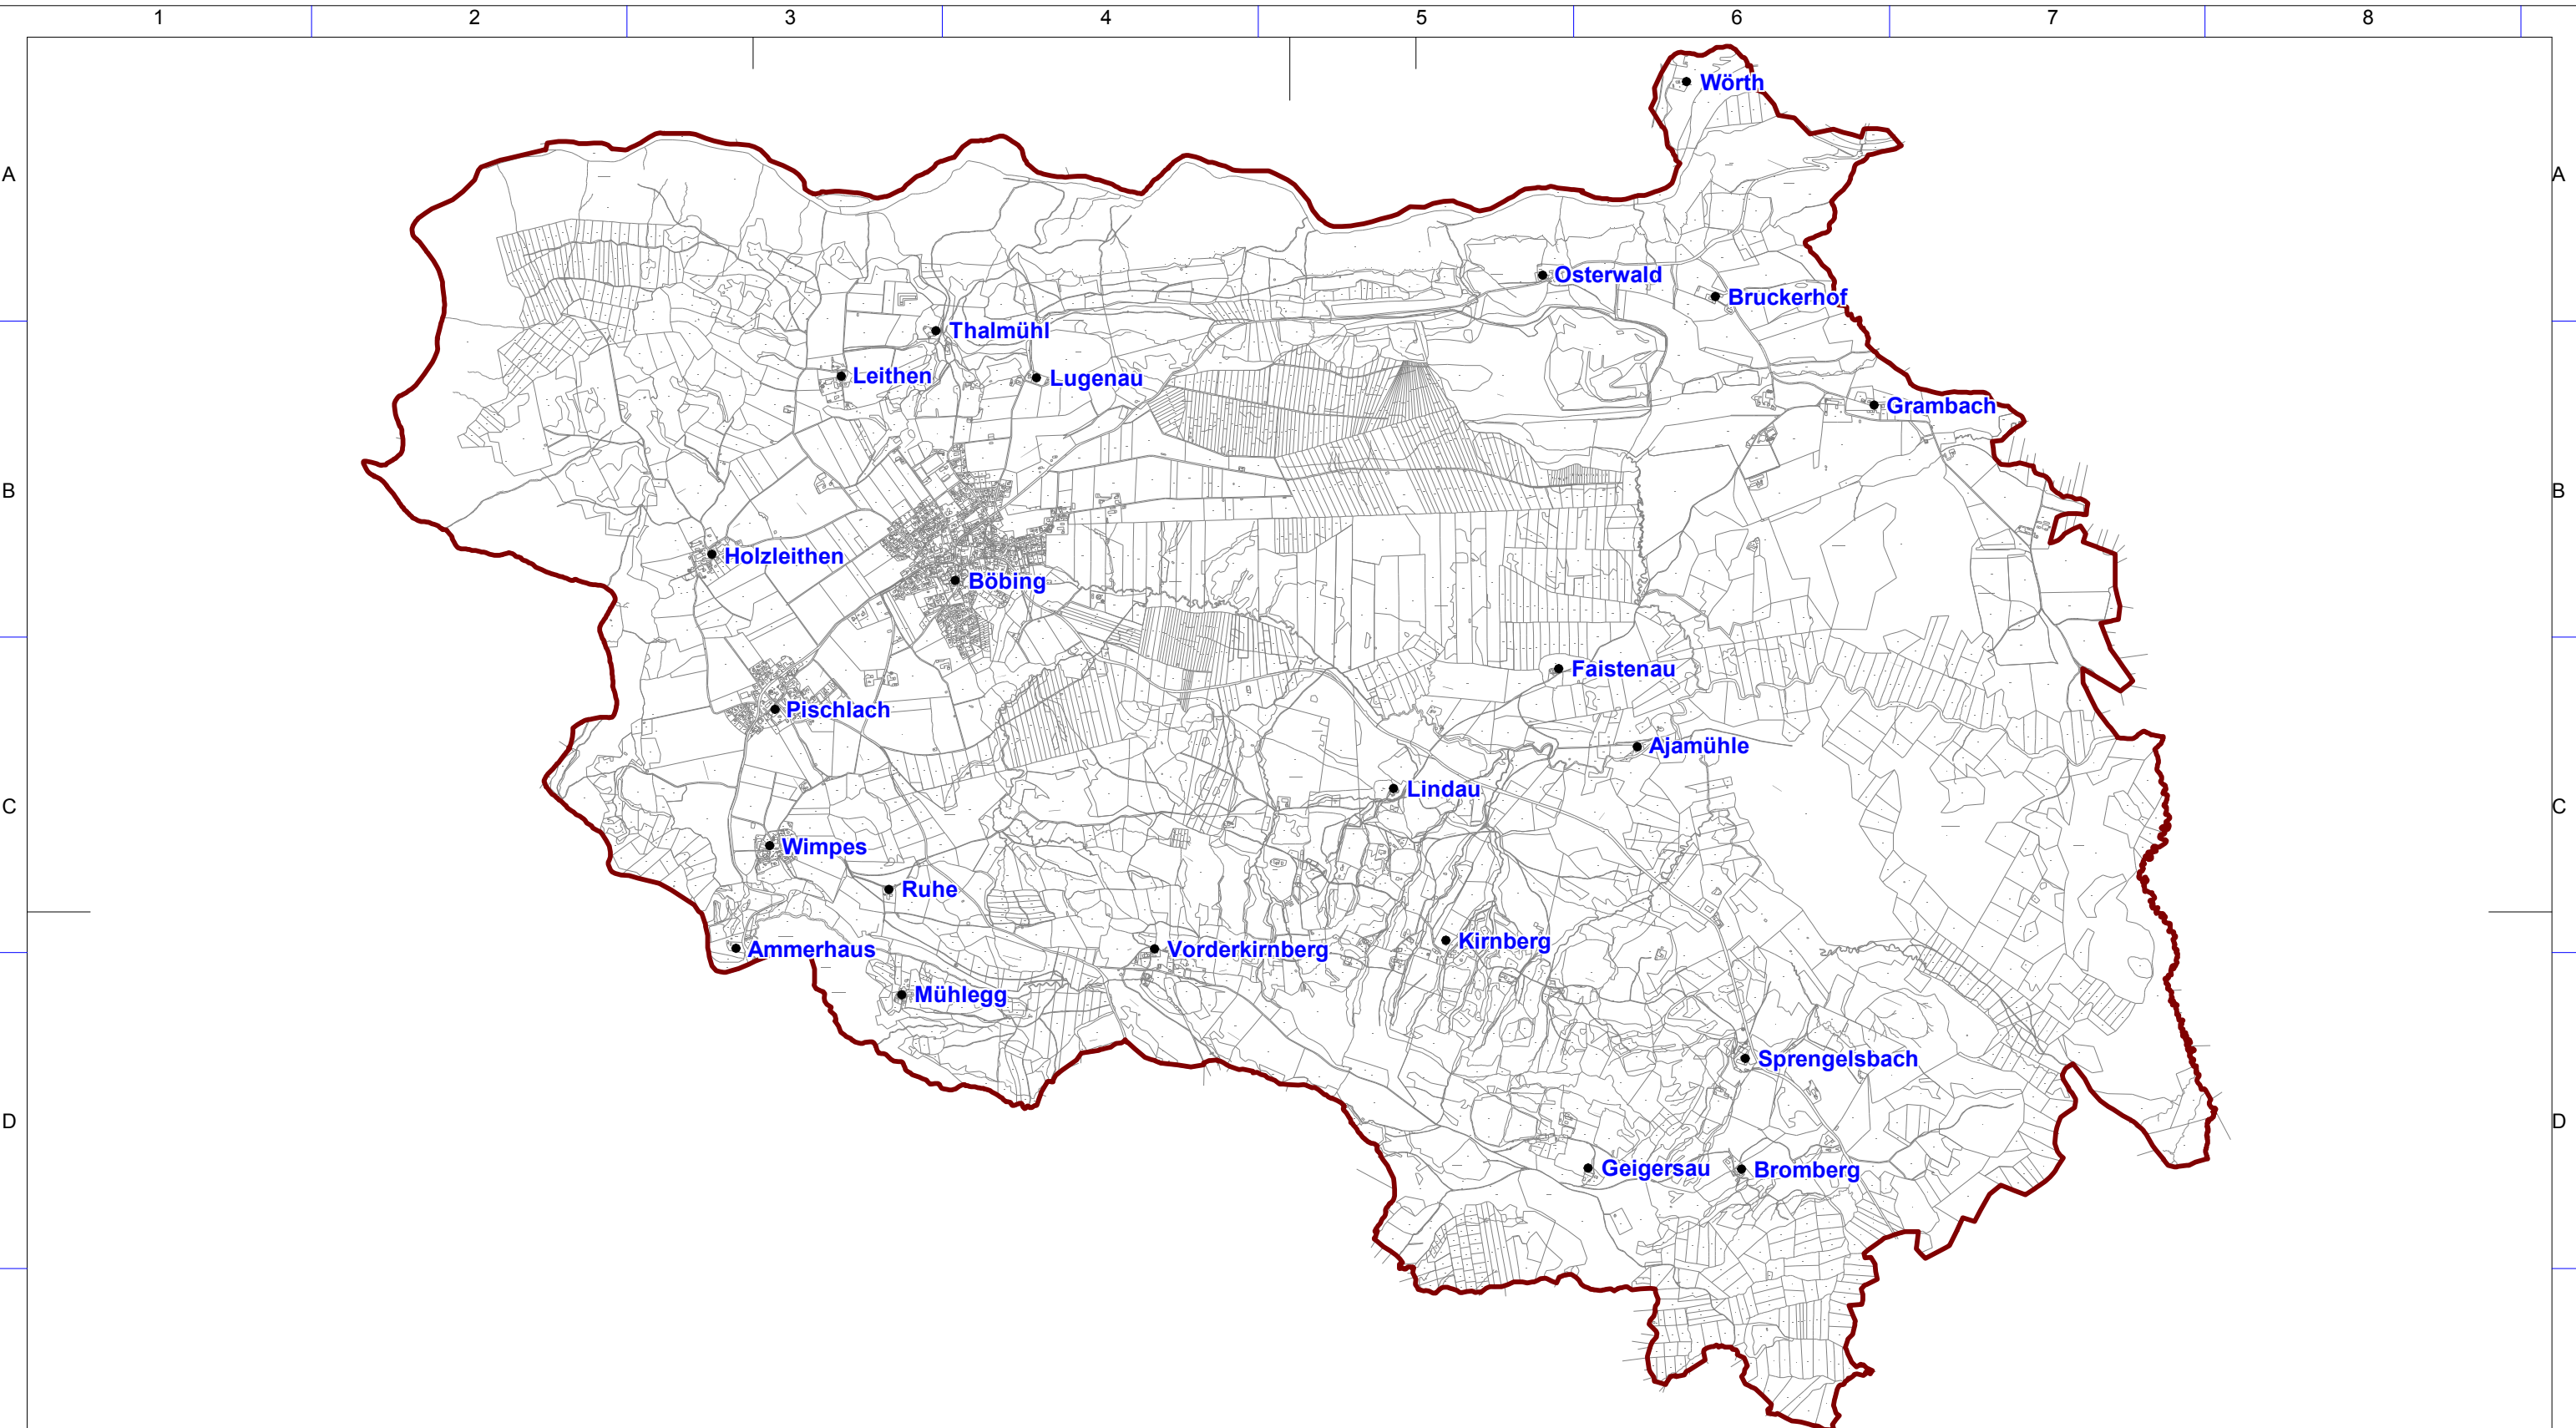 1 2 3 4 5 6 7 8
Wörth
A A
Osterwald
Bruckerhof
Thalmühl
Leithen
Lugenau
Grambach
B B
Holzleithen
Böbing
Faistenau
Pischlach
Ajamühle
Lindau
C C
Wimpes
Ruhe
Kirnberg
Ammerhaus
Vorderkirnberg
Mühlegg
Sprengelsbach
D D
Geigersau
Bromberg